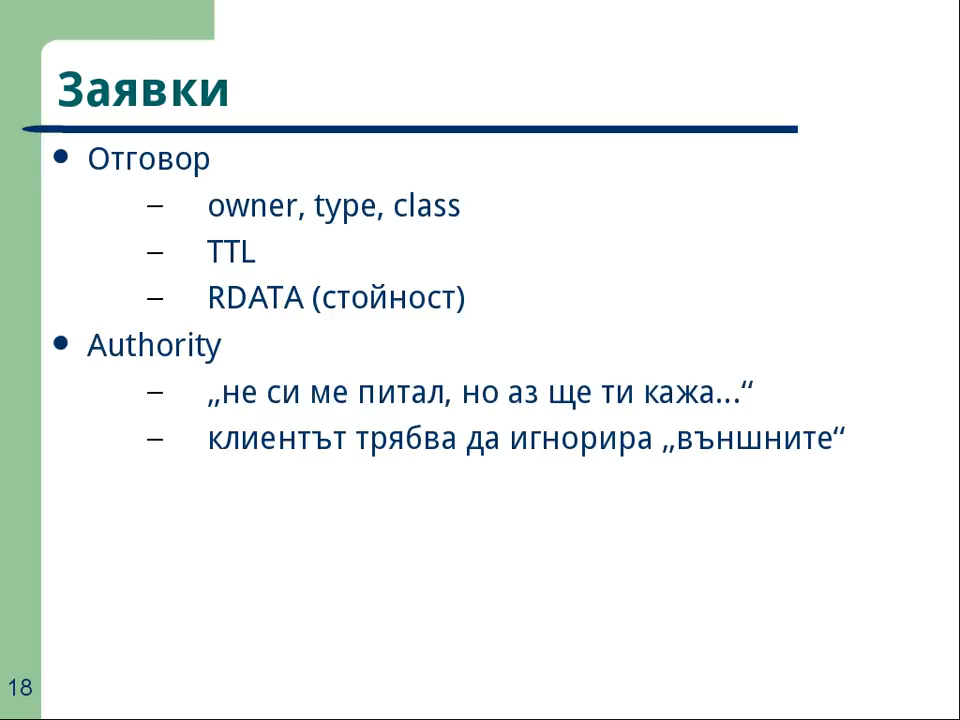 Заявки
● Отговор
– owner, type, class
– TTL
– RDATA (стойност)
● Authority
– „не си ме питал, но аз ще ти кажа...“
– клиентът трябва да игнорира „външните“
18